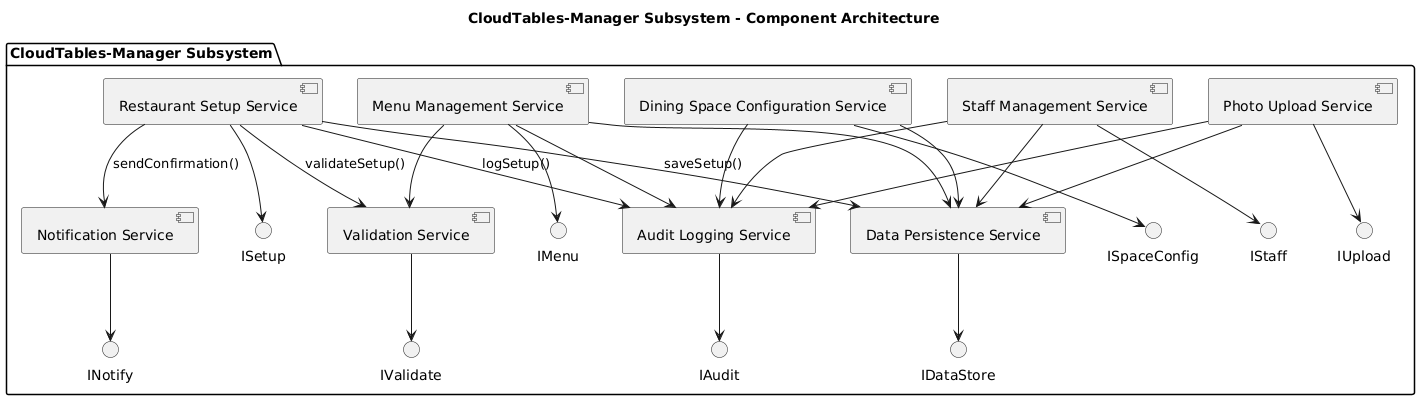 CloudTables-Manager Subsystem - Component Architecture
CloudTables-Manager Subsystem
Restaurant Setup Service
Menu Management Service
Dining Space Configuration Service
Staff Management Service
Photo Upload Service
sendConfirmation()
validateSetup()
logSetup()
saveSetup()
Notification Service
ISetup
Validation Service
IMenu
Audit Logging Service
Data Persistence Service
ISpaceConfig
IStaff
IUpload
INotify
IValidate
IAudit
IDataStore